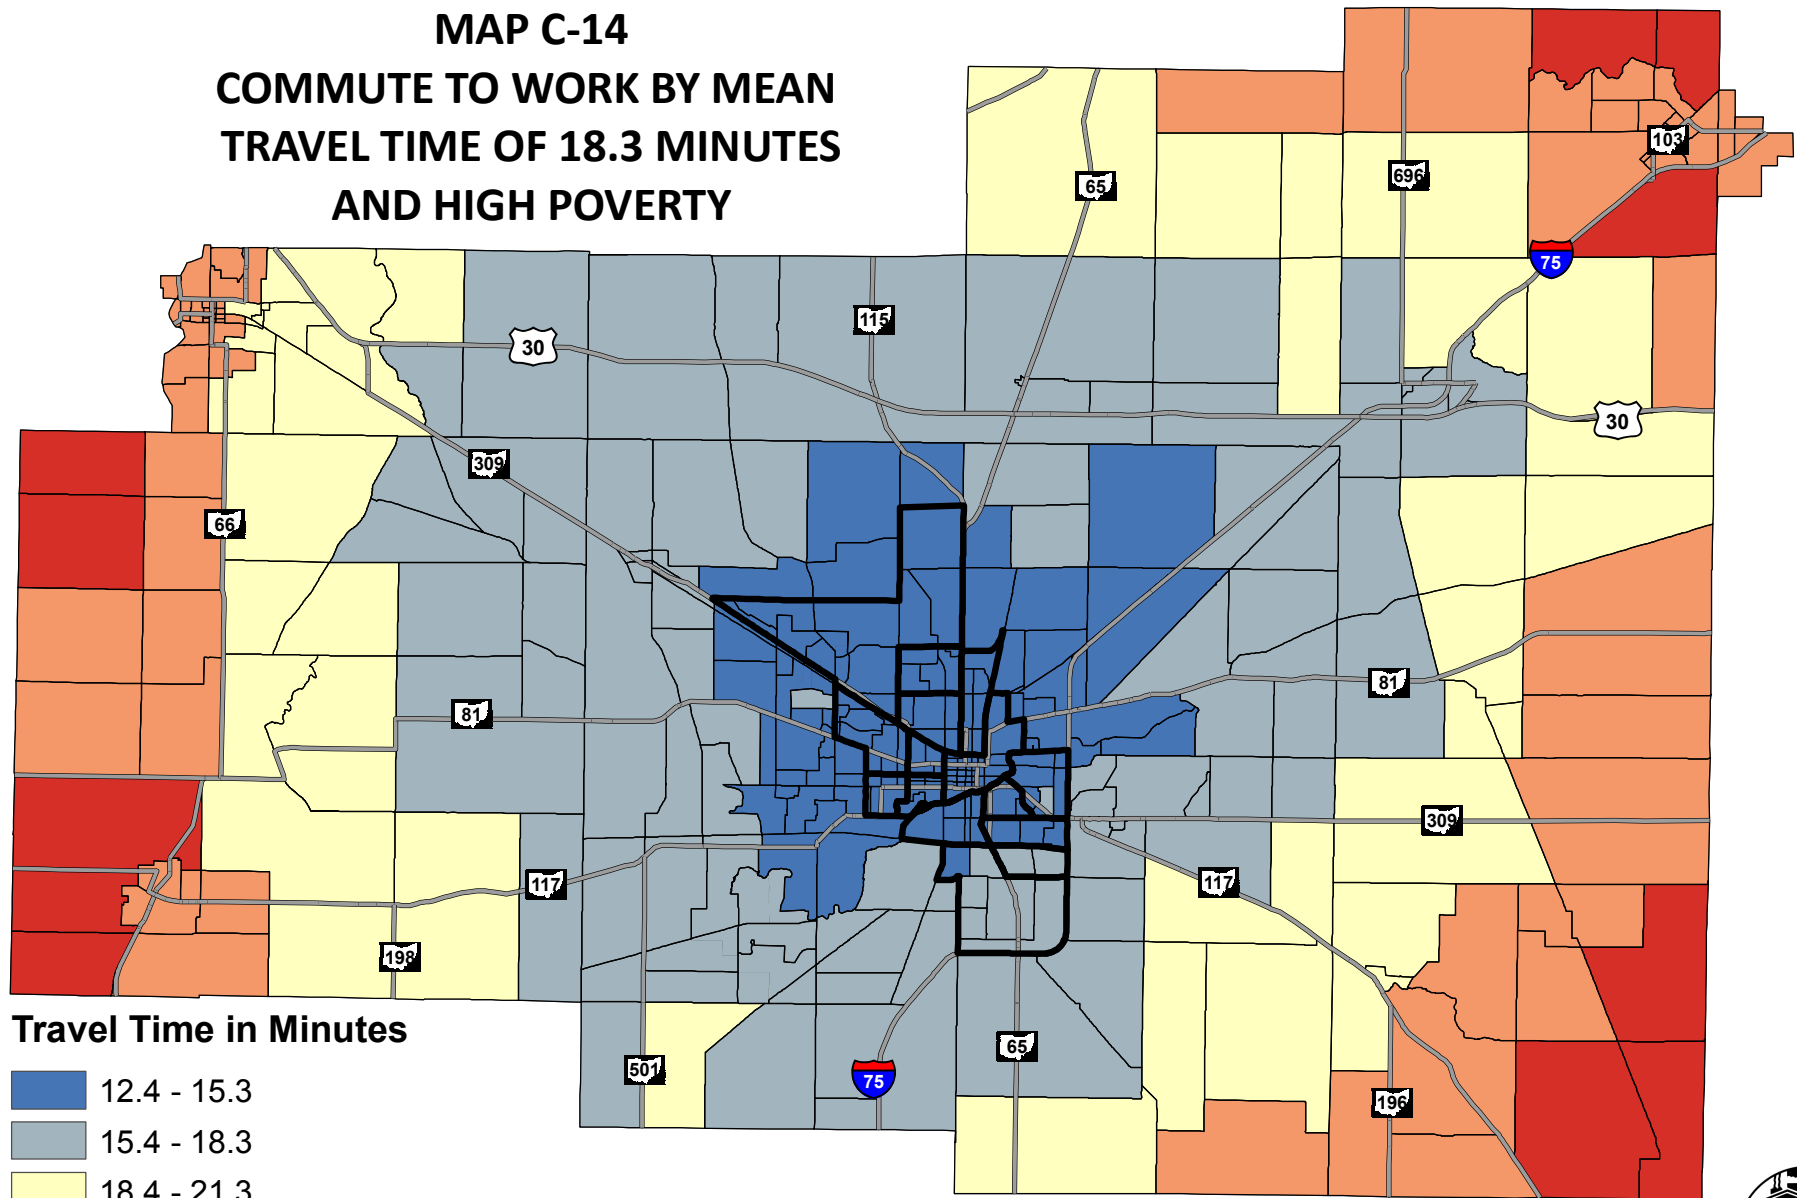 MAP C-14
COMMUTE TO WORK BY MEAN
TRAVEL TIME OF 18.3 MINUTES
AND HIGH POVERTY
103
696
65
75
115
30
30
309
66
81
81
309
117
117
198
65
501
75
196
Travel Time in Minutes
12.4 - 15.3
15.4 - 18.3
18.4 - 21.3